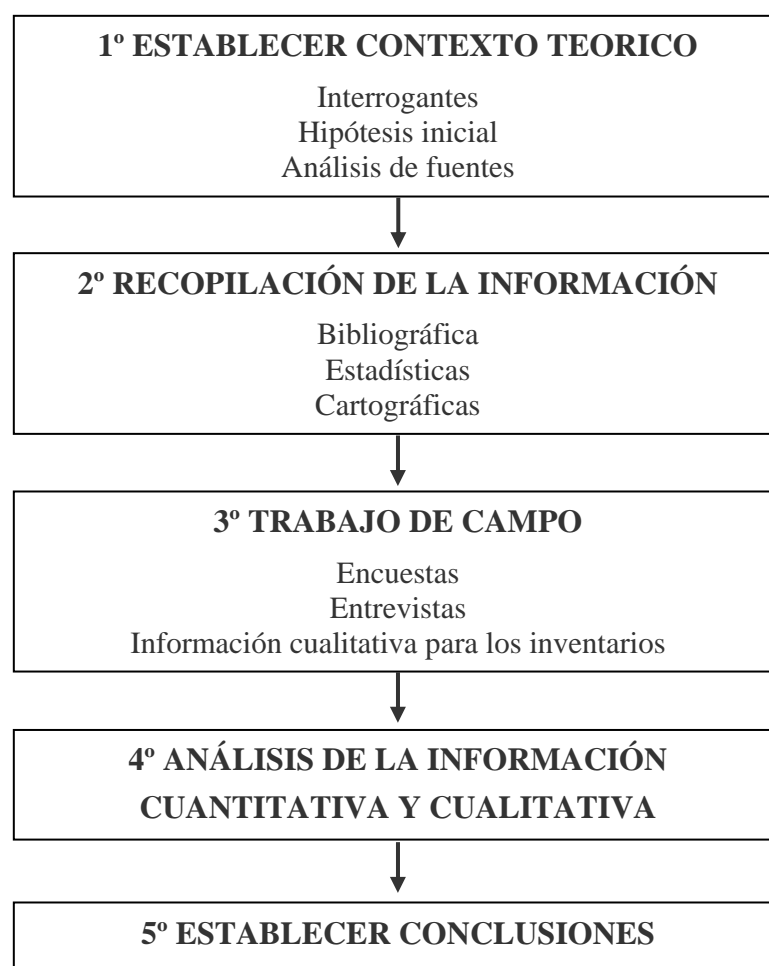 1º ESTABLECER CONTEXTO TEORICO
Interrogantes
Hipótesis inicial
Análisis de fuentes
2º RECOPILACIÓN DE LA INFORMACIÓN
Bibliográfica
Estadísticas
Cartográficas
3º TRABAJO DE CAMPO
Encuestas
Entrevistas
Información cualitativa para los inventarios
4º ANÁLISIS DE LA INFORMACIÓN
CUANTITATIVA Y CUALITATIVA
5º ESTABLECER CONCLUSIONES